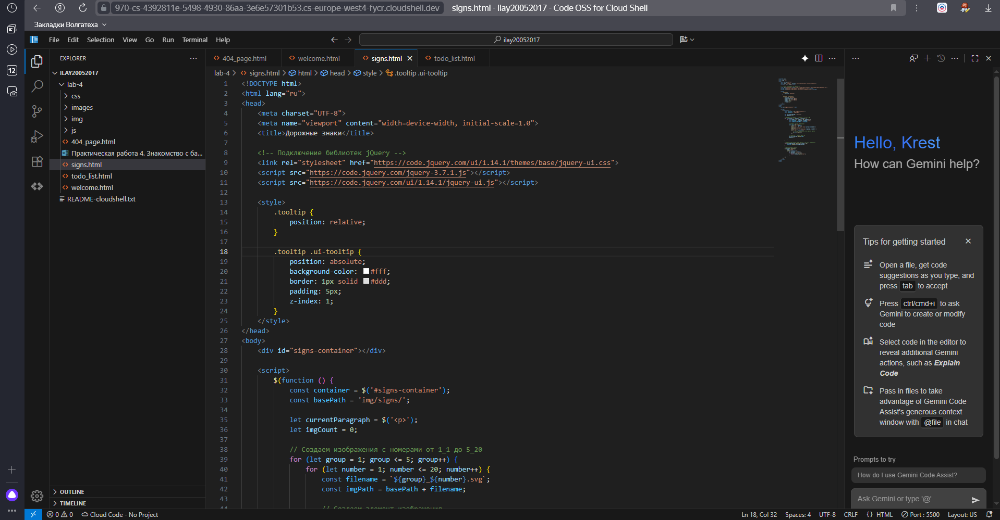 970-cs-4392811e-5498-4930-86aa-3e6e57301b53.cs-europe-west4-fycr.cloudshell.dev
signs.html - ilay20052017 - Code OSS for Cloud Shell
Закладки Волгатеха
File Edit Selection View Go Run Terminal Help
ilay20052017
12
EXPLORER
ILAY20052017
lab-4
css
images
img
js
404_page.html
Практическая работа 4. Знакомство с ба...
signs.html
todo_list.html
welcome.html
README-cloudshell.txt
OUTLINE
TIMELINE
404_page.html welcome.html signs.html todo_list.html
lab-4 > signs.html > html > head > style > .tooltip .ui-tooltip
1 <!DOCTYPE html>
2 <html lang="ru">
3 <head>
4 <meta charset="UTF-8">
5 <meta name="viewport" content="width=device-width, initial-scale=1.0">
6 <title>Дорожные знаки</title>
7
8 <!-- Подключение библиотек jQuery -->
9 <link rel="stylesheet" href="https://code.jquery.com/ui/1.14.1/themes/base/jquery-ui.css">
10 <script src="https://code.jquery.com/jquery-3.7.1.js"></script>
11 <script src="https://code.jquery.com/ui/1.14.1/jquery-ui.js"></script>
12
13 <style>
14 .tooltip {
15 position: relative;
16 }
17
18 .tooltip .ui-tooltip {
19 position: absolute;
20 background-color: #fff;
21 border: 1px solid #ddd;
22 padding: 5px;
23 z-index: 1;
24 }
25 </style>
26 </head>
27 <body>
28 <div id="signs-container"></div>
29
30 <script>
31 $(function () {
32 const container = $('#signs-container');
33 const basePath = 'img/signs/';
34
35 let currentParagraph = $('<p>');
36 let imgCount = 0;
37
38 // Создаем изображения с номерами от 1_1 до 5_20
39 for (let group = 1; group <= 5; group++) {
40 for (let number = 1; number <= 20; number++) {
41 const filename = `${group}_${number}.svg`;
42 const imgPath = basePath + filename;
43
44 // Создаем элемент изображения
Hello, Krest
How can Gemini help?
Tips for getting started
Open a file, get code
suggestions as you type, and
press tab to accept
Press ctrl/cmd+i to ask
Gemini to create or modify
code
Select code in the editor to
reveal additional Gemini
actions, such as Explain
Code
Pass in files to take
advantage of Gemini Code
Assist's generous context
window with @file in chat
Prompts to try
How do I use Gemini Code Assist?
Ask Gemini or type '@'
0 0 Cloud Code - No Project
Ln 18, Col 32 Spaces: 4 UTF-8 CRLF {} HTML Port : 5500 Layout: US